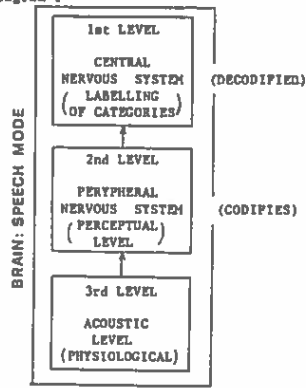 1st LEVEL
CENTRAL
NERVOUS SYSTEM
(DECODIFIED)
(LABELLING
OF CATEGORIES)
BRAIN: SPEECH MODE
2nd LEVEL
PERYPHERAL
NERVOUS SYSTEM
(CODIFIES)
(PERCEPTUAL
LEVEL)
3rd LEVEL
ACOUSTIC
LEVEL
(PHYSIOLOGICAL)